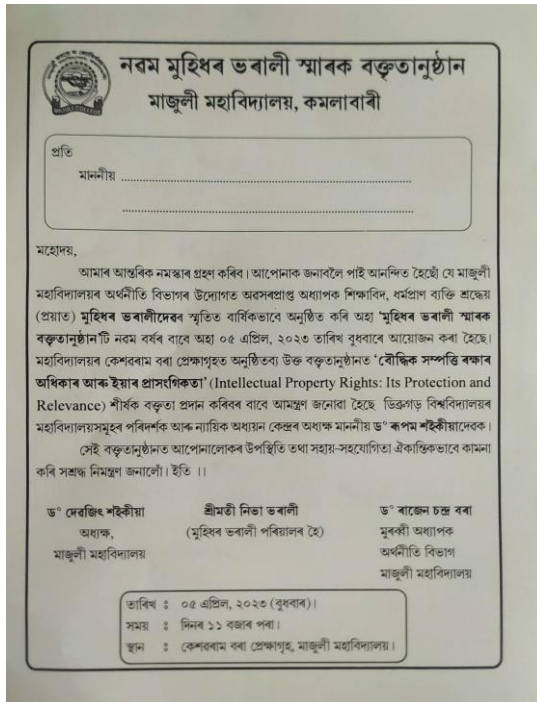 নৱম মুহিধৰ ভৰালী স্মাৰক বক্তৃতানুষ্ঠান
মাজুলী মহাবিদ্যালয়, কমলাবাৰী
প্ৰতি
মাননীয় ..........................................................................
..........................................................................
মহোদয়,
আমাৰ আন্তৰিক নমস্কাৰ গ্ৰহণ কৰিব। আপোনাক জনাবলৈ পাই আনন্দিত হৈছোঁ যে মাজুলী
মহাবিদ্যালয়ৰ অৰ্থনীতি বিভাগৰ উদ্যোগত অৱসৰপ্ৰাপ্ত অধ্যাপক শিক্ষাবিদ, ধৰ্মপ্ৰাণ ব্যক্তি শ্ৰদ্ধেয়
(প্ৰয়াত) মুহিধৰ ভৰালীদেৱৰ স্মৃতিত বাৰ্ষিকভাবে অনুষ্ঠিত কৰি অহা 'মুহিধৰ ভৰালী স্মাৰক
বক্তৃতানুষ্ঠান'টি নৱম বৰ্ষৰ বাবে অহা ০৫ এপ্ৰিল, ২০২৩ তাৰিখ বুধবাৰে আয়োজন কৰা হৈছে।
মহাবিদ্যালয়ৰ কেশৱৰাম বৰা প্ৰেক্ষাগৃহত অনুষ্ঠিতব্য উক্ত বক্তৃতানুষ্ঠানত 'বৌদ্ধিক সম্পত্তি ৰক্ষাৰ
অধিকাৰ আৰু ইয়াৰ প্ৰাসংগিকতা' (Intellectual Property Rights: Its Protection and
Relevance) শীৰ্ষক বক্তৃতা প্ৰদান কৰিবৰ বাবে আমন্ত্ৰণ জনোৱা হৈছে ডিব্ৰুগড় বিশ্ববিদ্যালয়ৰ
মহাবিদ্যালয়সমূহৰ পৰিদৰ্শক আৰু ন্যায়িক অধ্যয়ন কেন্দ্ৰৰ অধ্যক্ষ মাননীয় ড° ৰূপম শইকীয়াদেৱক।
সেই বক্তৃতানুষ্ঠানত আপোনালোকৰ উপস্থিতি তথা সহায়-সহযোগিতা ঐকান্তিকভাবে কামনা
কৰি সশ্ৰদ্ধ নিমন্ত্ৰণ জনালোঁ। ইতি ।।
ড° দেৱজিৎ শইকীয়া শ্ৰীমতী নিভা ভৰালী ড° ৰাজেন চন্দ্ৰ বৰা
অধ্যক্ষ, (মুহিধৰ ভৰালী পৰিয়ালৰ হৈ) মুৰব্বী অধ্যাপক
মাজুলী মহাবিদ্যালয় অৰ্থনীতি বিভাগ
মাজুলী মহাবিদ্যালয়
তাৰিখ : ০৫ এপ্ৰিল, ২০২৩ (বুধবাৰ)।
সময় : দিনৰ ১১ বজাৰ পৰা।
স্থান : কেশৱৰাম বৰা প্ৰেক্ষাগৃহ, মাজুলী মহাবিদ্যালয়।